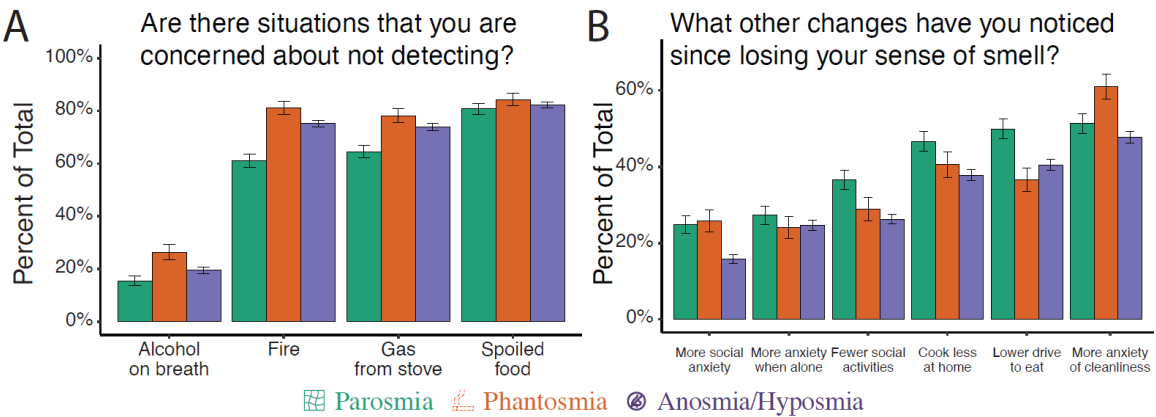 A
Are there situations that you are
concerned about not detecting?
Percent of Total
100%
80%
60%
40%
20%
0%
Alcohol
on breath
Fire
Gas
from stove
Spoiled
food
B
What other changes have you noticed
since losing your sense of smell?
Percent of Total
60%
40%
20%
0%
More social
anxiety
More anxiety
when alone
Fewer social
activities
Cook less
at home
Lower drive
to eat
More anxiety
of cleanliness
Parosmia Phantosmia Anosmia/Hyposmia